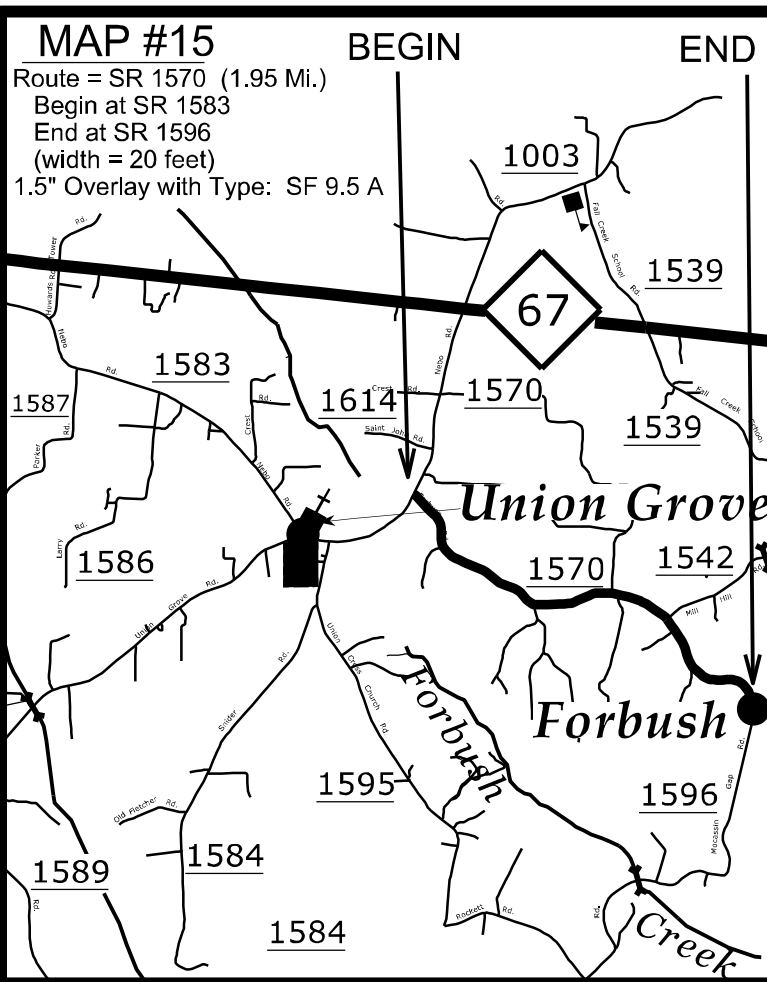 MAP #15
BEGIN
END
Route = SR 1570 (1.95 Mi.)
Begin at SR 1583
End at SR 1596
(width = 20 feet)
1.5" Overlay with Type: SF 9.5 A
1003
Rd.
Rd.
Fall Creek School Rd.
1539
Howards Tower
67
Nebo Rd.
Nebo Rd.
1583
1587
1614
Crest Rd.
1570
Fall Creek School
1539
Saint John Rd.
Crest Rd.
Parker Rd.
Nebo Rd.
Union Grove
Larry Rd.
1586
1570
1542
Rd.
Mill Hill
Union Grove Rd.
Union Cross Church Rd
Snider Rd.
Forbush
Forbush
Rd.
1595
1596
Mocassin Gap
Old Fletcher Rd.
1584
1589
Rd.
Rockett Rd.
Rd.
1584
Creek